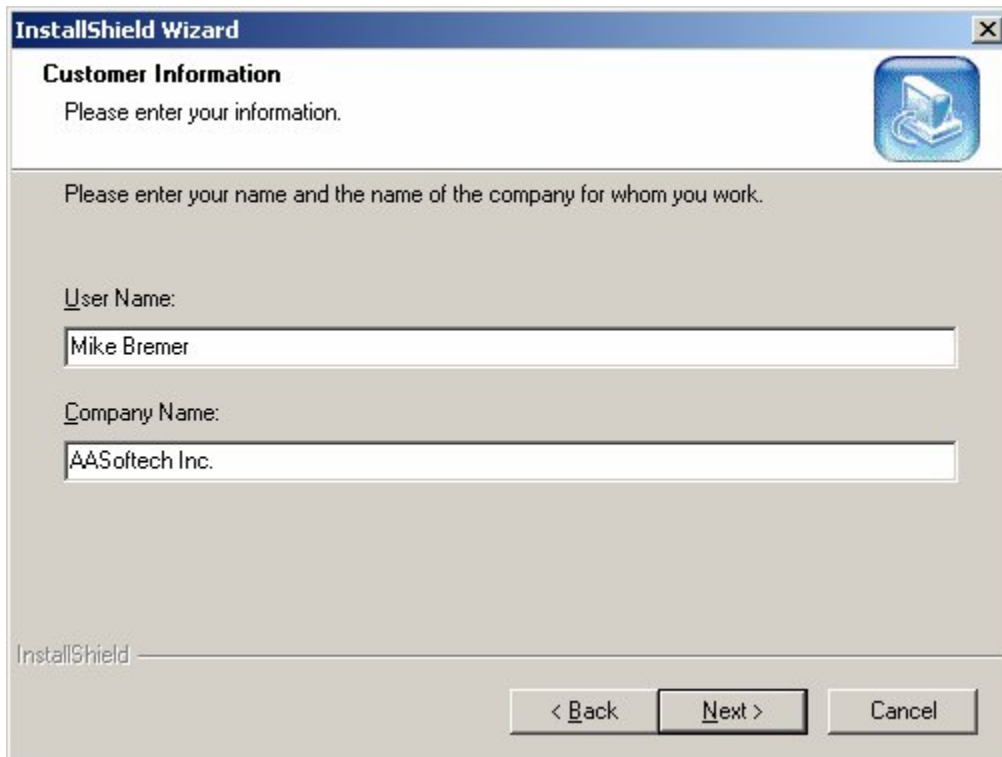 InstallShield Wizard
Customer Information
Please enter your information.
Please enter your name and the name of the company for whom you work.
User Name:
Mike Bremer
Company Name:
AASoftech Inc.
InstallShield
< Back Next > Cancel